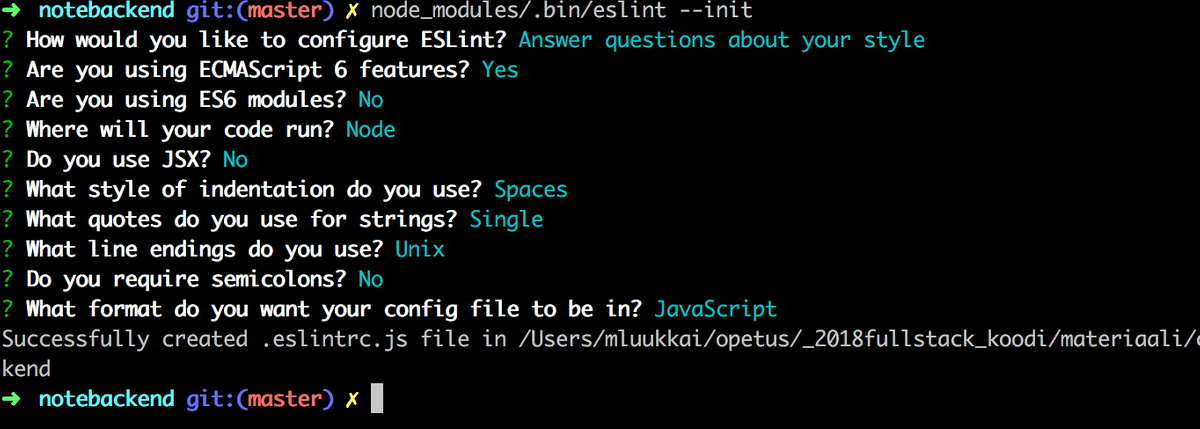 ➜ notebackend git:(master) ✗ node_modules/.bin/eslint --init
? How would you like to configure ESLint? Answer questions about your style
? Are you using ECMAScript 6 features? Yes
? Are you using ES6 modules? No
? Where will your code run? Node
? Do you use JSX? No
? What style of indentation do you use? Spaces
? What quotes do you use for strings? Single
? What line endings do you use? Unix
? Do you require semicolons? No
? What format do you want your config file to be in? JavaScript
Successfully created .eslintrc.js file in /Users/mluukkai/opetus/_2018fullstack_koodi/materiaali/
kend
➜ notebackend git:(master) ✗